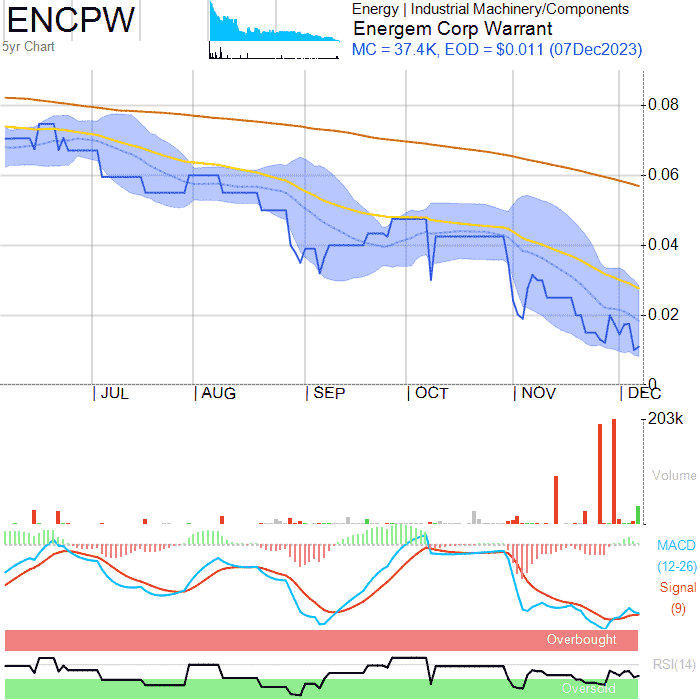 ENCPW
5yr Chart
Energy | Industrial Machinery/Components
Energem Corp Warrant
MC = 37.4K, EOD = $0.011 (07Dec2023)
0.08
0.06
0.04
0.02
0
JUL AUG SEP OCT NOV DEC
203k
Volume
MACD
(12-26)
Signal
(9)
Overbought
RSI(14)
Oversold